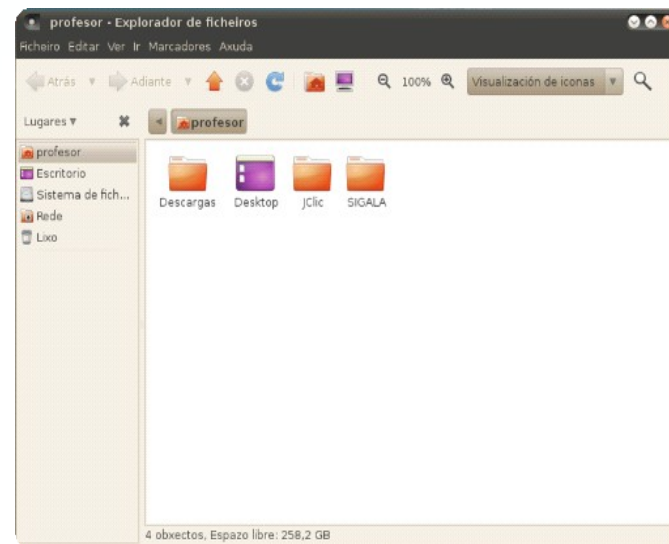 profesor - Explorador de ficheiros
Ficheiro Editar Ver Ir Marcadores Axuda
Atrás Adiante 100% Visualización de iconas
Lugares profesor
profesor
Escritorio
Sistema de fich...
Rede
Lixo
Descargas Desktop JClic SIGALA
4 obxectos, Espazo libre: 258,2 GB